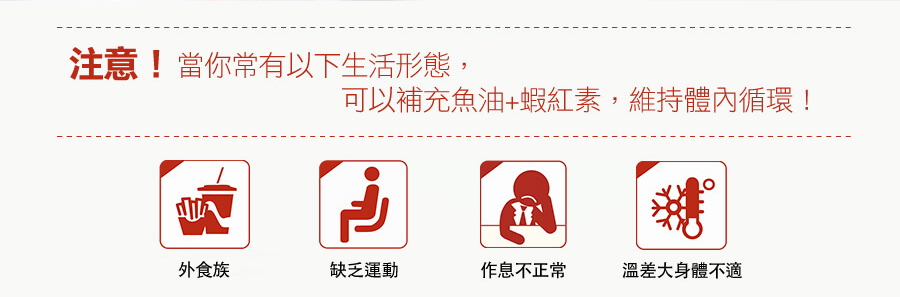 注意！當你常有以下生活形態，
可以補充魚油+蝦紅素，維持體內循環！
外食族
缺乏運動
作息不正常
溫差大身體不適